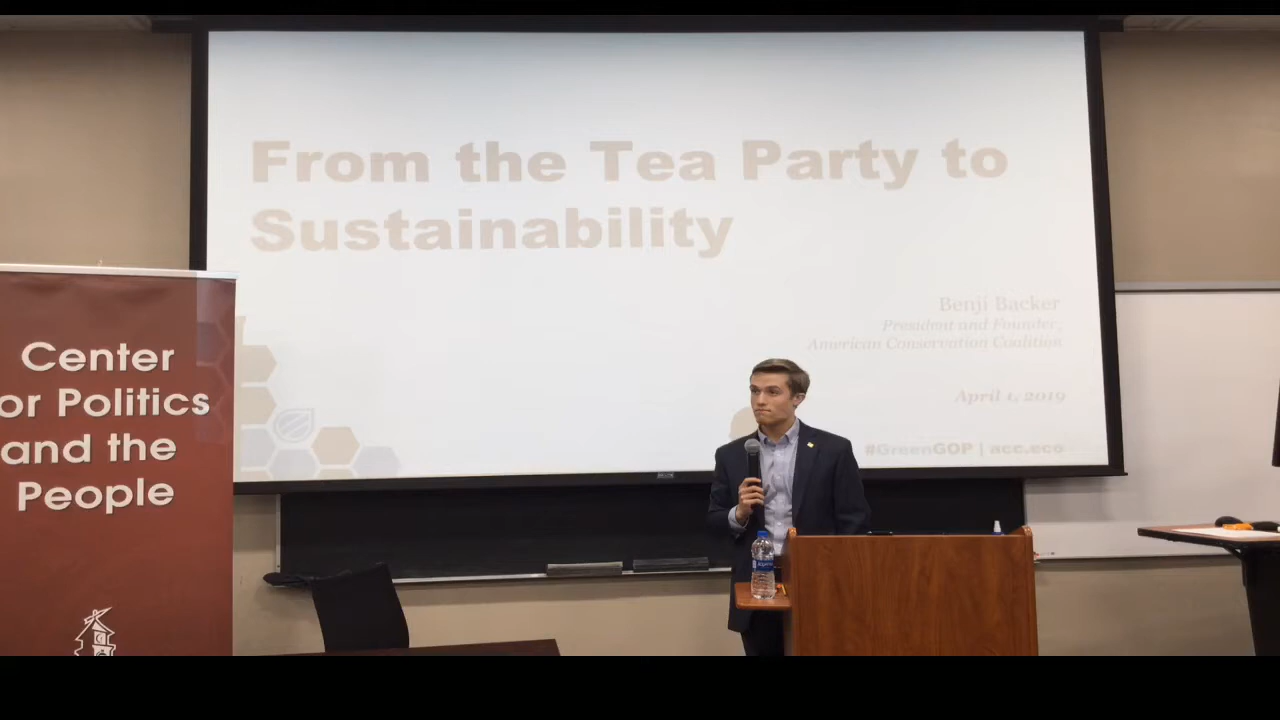 From the Tea Party to
Sustainability
Benji Backer
President and Founder,
American Conservation Coalition
April 1, 2019
#GreenGOP | acc.eco
Center
or Politics
and the
People